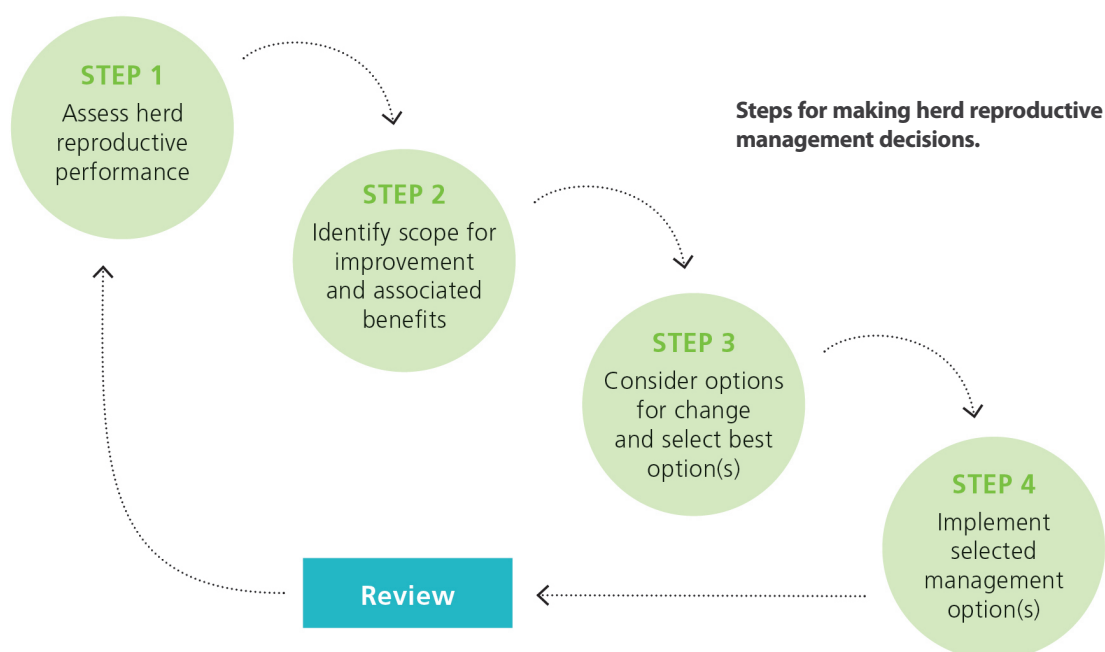 STEP 1
Assess herd
reproductive
performance
Steps for making herd reproductive
management decisions.
STEP 2
Identify scope for
improvement
and associated
benefits
STEP 3
Consider options
for change
and select best
option(s)
STEP 4
Implement
selected
management
option(s)
Review